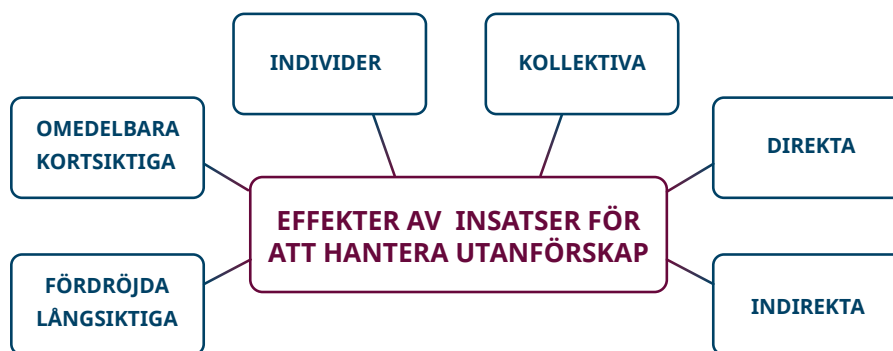 INDIVIDER
KOLLEKTIVA
OMEDELBARA
KORTSIKTIGA
DIREKTA
EFFEKTER AV INSATSER FÖR
ATT HANTERA UTANFÖRSKAP
FÖRDRÖJDA
LÅNGSIKTIGA
INDIREKTA